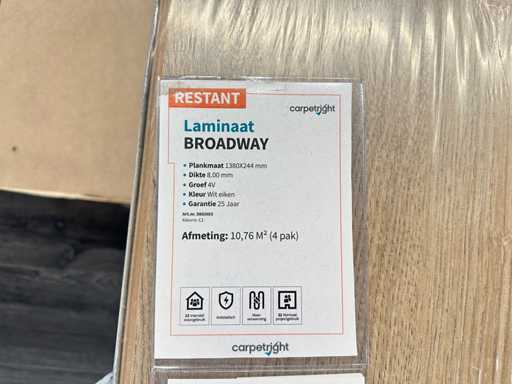 RESTANT
carpetright
Laminaat
BROADWAY
• Plankmaat 1380X244 mm
• Dikte 8,00 mm
• Groef 4V
• Kleur Wit eiken
• Garantie 25 Jaar
Afmeting: 10,76 M² (4 pak)
Antistatisch
carpetright